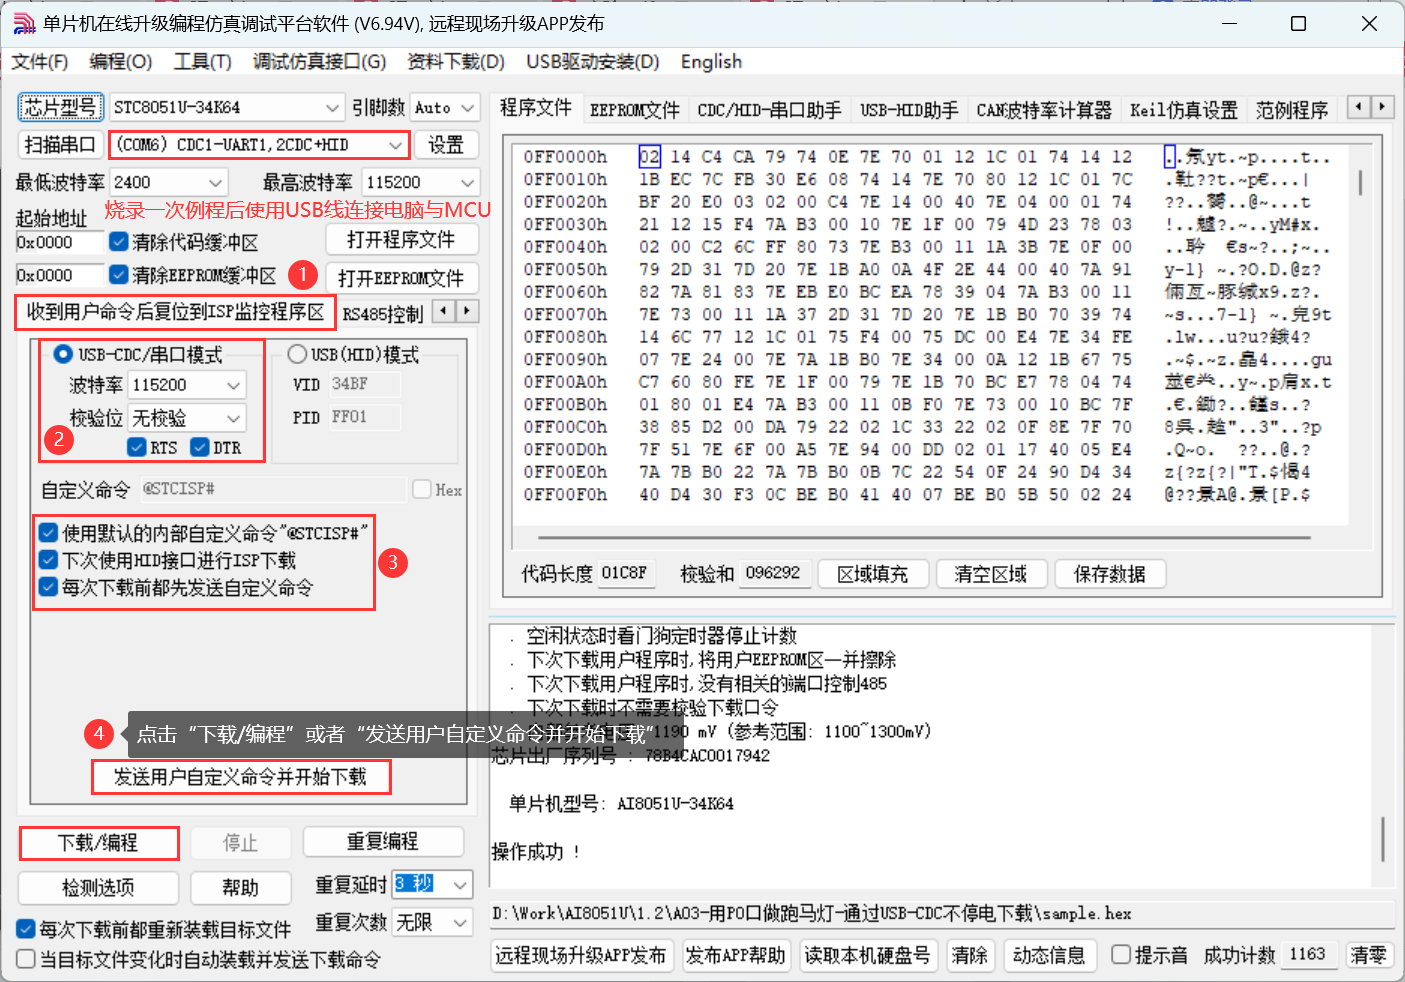 单片机在线升级编程仿真调试平台软件 (V6.94V), 远程现场升级APP发布
文件(F) 编程(O) 工具(T) 调试仿真接口(G) 资料下载(D) USB驱动安装(D) English
芯片型号 STC8051U-34K64 引脚数 Auto
扫描串口 (COM6) CDC1-UART1,2CDC+HID 设置
最低波特率 2400 最高波特率 115200
烧录一次例程后使用USB线连接电脑与MCU
起始地址
0x0000 清除代码缓冲区 打开程序文件
0x0000 清除EEPROM缓冲区 1 打开EEPROM文件
收到用户命令后复位到ISP监控程序区 RS485控制
USB-CDC/串口模式 USB(HID)模式
波特率 115200 VID 34BF
校验位 无校验 PID FF01
2 RTS DTR
自定义命令 @STCISP# Hex
使用默认的内部自定义命令"@STCISP#"
下次使用HID接口进行ISP下载 3
每次下载前都先发送自定义命令
4 点击“下载/编程”或者“发送用户自定义命令并开始下载”
发送用户自定义命令并开始下载
下载/编程 停止 重复编程
检测选项 帮助 重复延时 3 秒
每次下载前都重新装载目标文件 重复次数 无限
当目标文件变化时自动装载并发送下载命令
程序文件 EEPROM文件 CDC/HID-串口助手 USB-HID助手 CAN波特率计算器 Keil仿真设置 范例程序
0FF0000h 02 14 C4 CA 79 74 0E 7E 70 01 12 1C 01 74 14 12
0FF0010h 1B EC 7C FB 30 E6 08 74 14 7E 70 80 12 1C 01 7C
0FF0020h BF 20 E0 03 02 00 C4 7E 14 00 40 7E 04 00 01 74
0FF0030h 21 12 15 F4 7A B3 00 10 7E 1F 00 79 4D 23 78 03
0FF0040h 02 00 C2 6C FF 80 73 7E B3 00 11 1A 3B 7E 0F 00
0FF0050h 79 2D 31 7D 20 7E 1B A0 0A 4F 2E 44 00 40 7A 91
0FF0060h 82 7A 81 83 7E EB E0 BC EA 78 39 04 7A B3 00 11
0FF0070h 7E 73 00 11 1A 37 2D 31 7D 20 7E 1B B0 70 39 74
0FF0080h 14 6C 77 12 1C 01 75 F4 00 75 DC 00 E4 7E 34 FE
0FF0090h 07 7E 24 00 7E 7A 1B B0 7E 34 00 0A 12 1B 67 75
0FF00A0h C7 60 80 FE 7E 1F 00 79 7E 1B 70 BC E7 78 04 74
0FF00B0h 01 80 01 E4 7A B3 00 11 0B F0 7E 73 00 10 BC 7F
0FF00C0h 38 85 D2 00 DA 79 22 02 1C 33 22 02 0F 8E 7F 70
0FF00D0h 7F 51 7E 6F 00 A5 7E 94 00 DD 02 01 17 40 05 E4
0FF00E0h 7A 7B B0 22 7A 7B B0 0B 7C 22 54 0F 24 90 D4 34
0FF00F0h 40 D4 30 F3 0C BE B0 41 40 07 BE B0 5B 50 02 24
代码长度 01C8F 校验和 096292 区域填充 清空区域 保存数据
. 空闲状态时看门狗定时器停止计数
. 下次下载用户程序时,将用户EEPROM区一并擦除
. 下次下载用户程序时,没有相关的端口控制485
. 下次下载时不需要校验下载口令
1190 mV (参考范围: 1100~1300mV)
芯片出厂序列号 : 78B4CAC0017942
单片机型号: AI8051U-34K64
操作成功 !
D:\Work\AI8051U\1.2\A03-用P0口做跑马灯-通过USB-CDC不停电下载\sample.hex
远程现场升级APP发布 发布APP帮助 读取本机硬盘号 清除 动态信息 提示音 成功计数 1163 清零